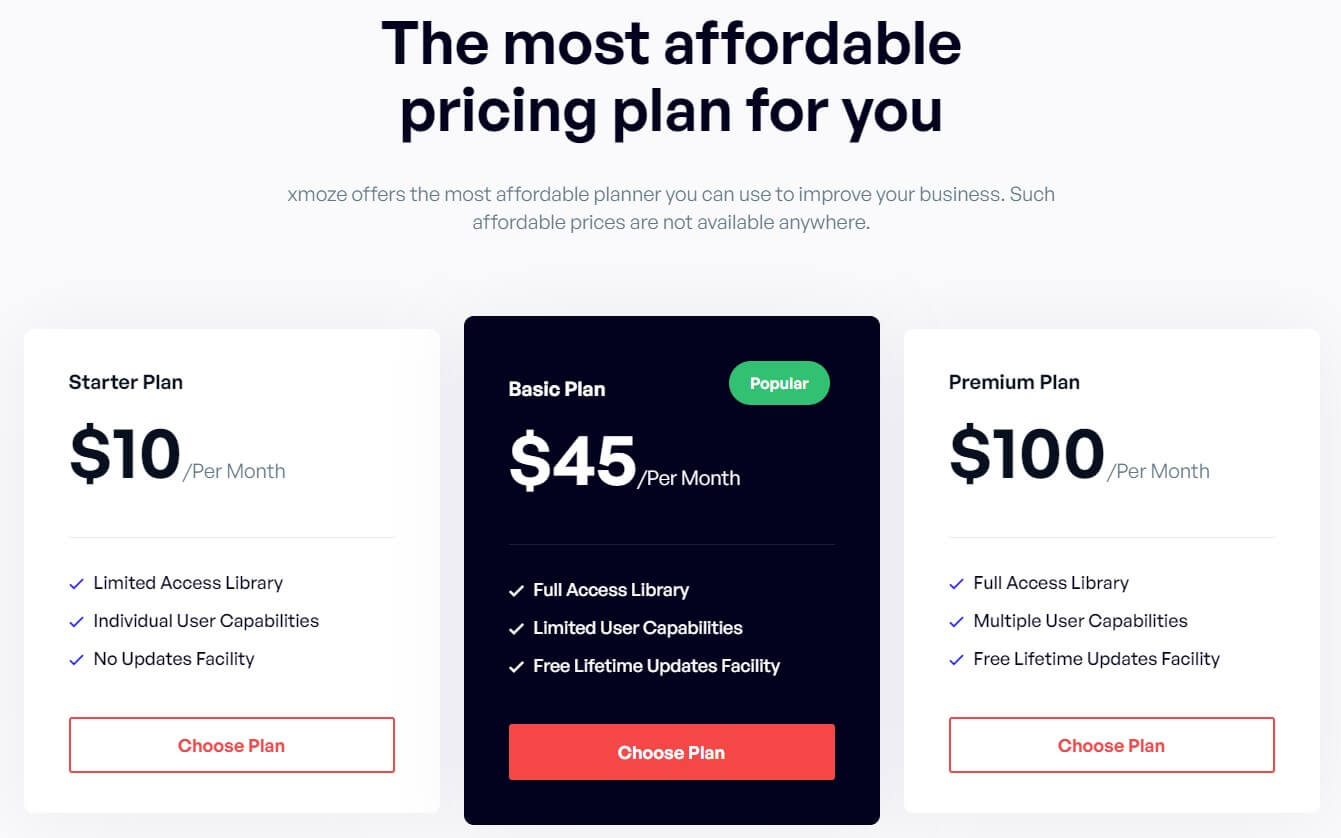 The most affordable
pricing plan for you
xmoze offers the most affordable planner you can use to improve your business. Such
affordable prices are not available anywhere.
Starter Plan
$10/Per Month
Limited Access Library
Individual User Capabilities
No Updates Facility
Choose Plan
Basic Plan
Popular
$45/Per Month
Full Access Library
Limited User Capabilities
Free Lifetime Updates Facility
Choose Plan
Premium Plan
$100/Per Month
Full Access Library
Multiple User Capabilities
Free Lifetime Updates Facility
Choose Plan